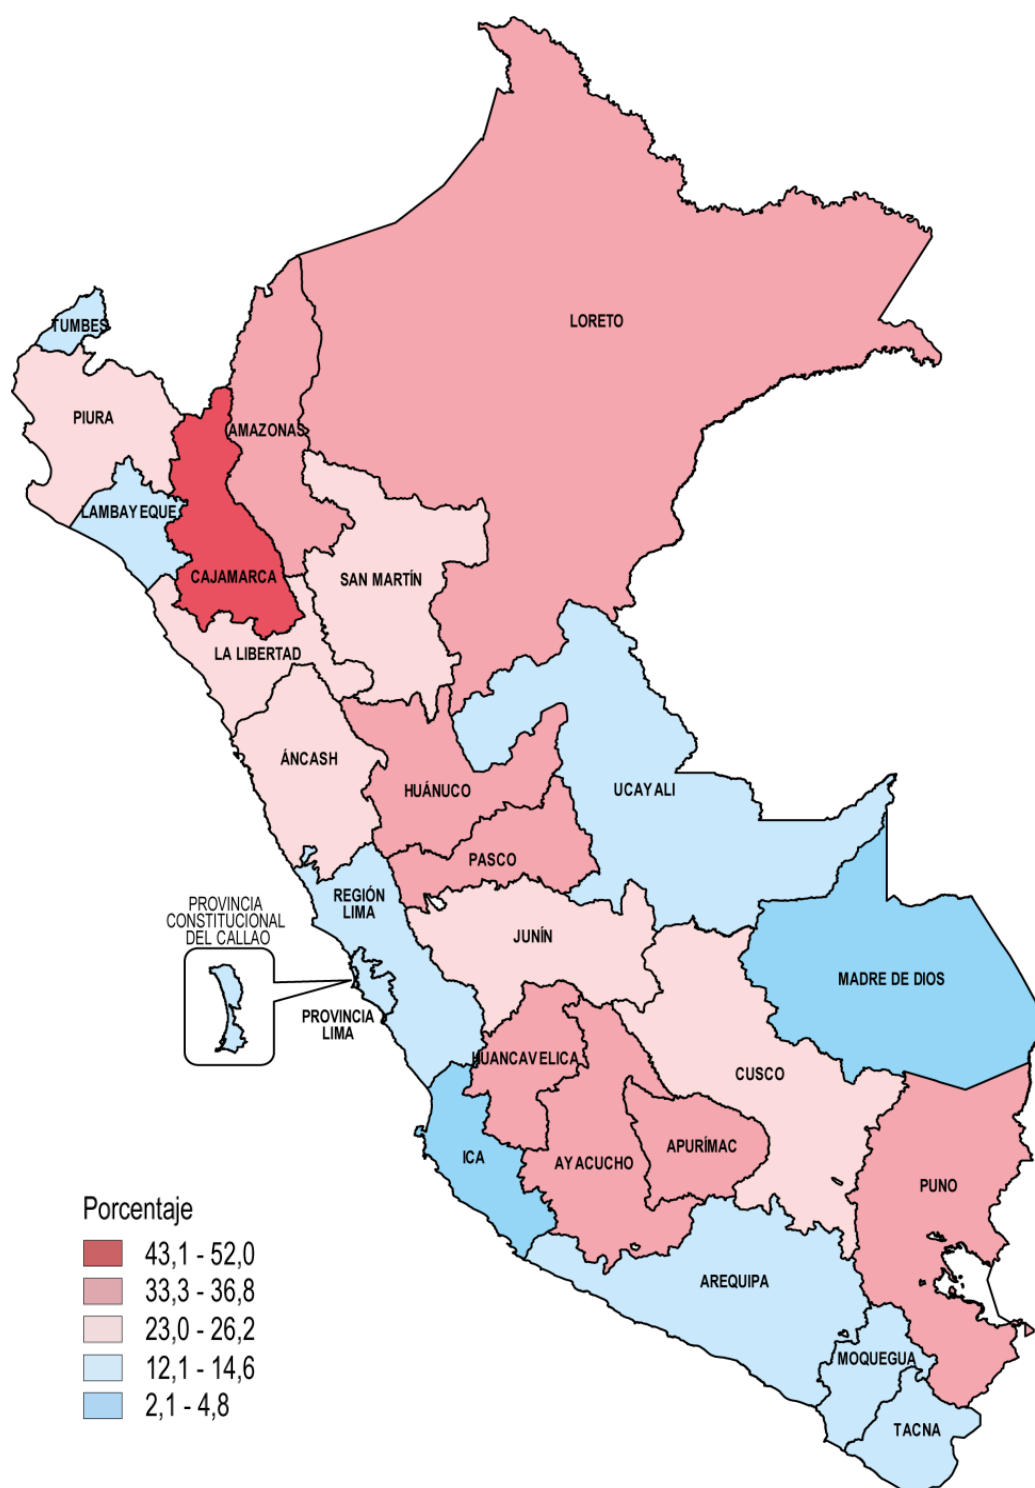 LORETO
TUMBES
PIURA
AMAZONAS
LAMBAYEQUE
CAJAMARCA
SAN MARTÍN
LA LIBERTAD
ÁNCASH
HUÁNUCO
UCAYALI
PASCO
REGIÓN
LIMA
PROVINCIA
CONSTITUCIONAL
DEL CALLAO
JUNÍN
MADRE DE DIOS
PROVINCIA
LIMA
HUANCAVELICA
CUSCO
ICA
AYACUCHO
APURÍMAC
PUNO
AREQUIPA
MOQUEGUA
TACNA
Porcentaje
43,1 - 52,0
33,3 - 36,8
23,0 - 26,2
12,1 - 14,6
2,1 - 4,8